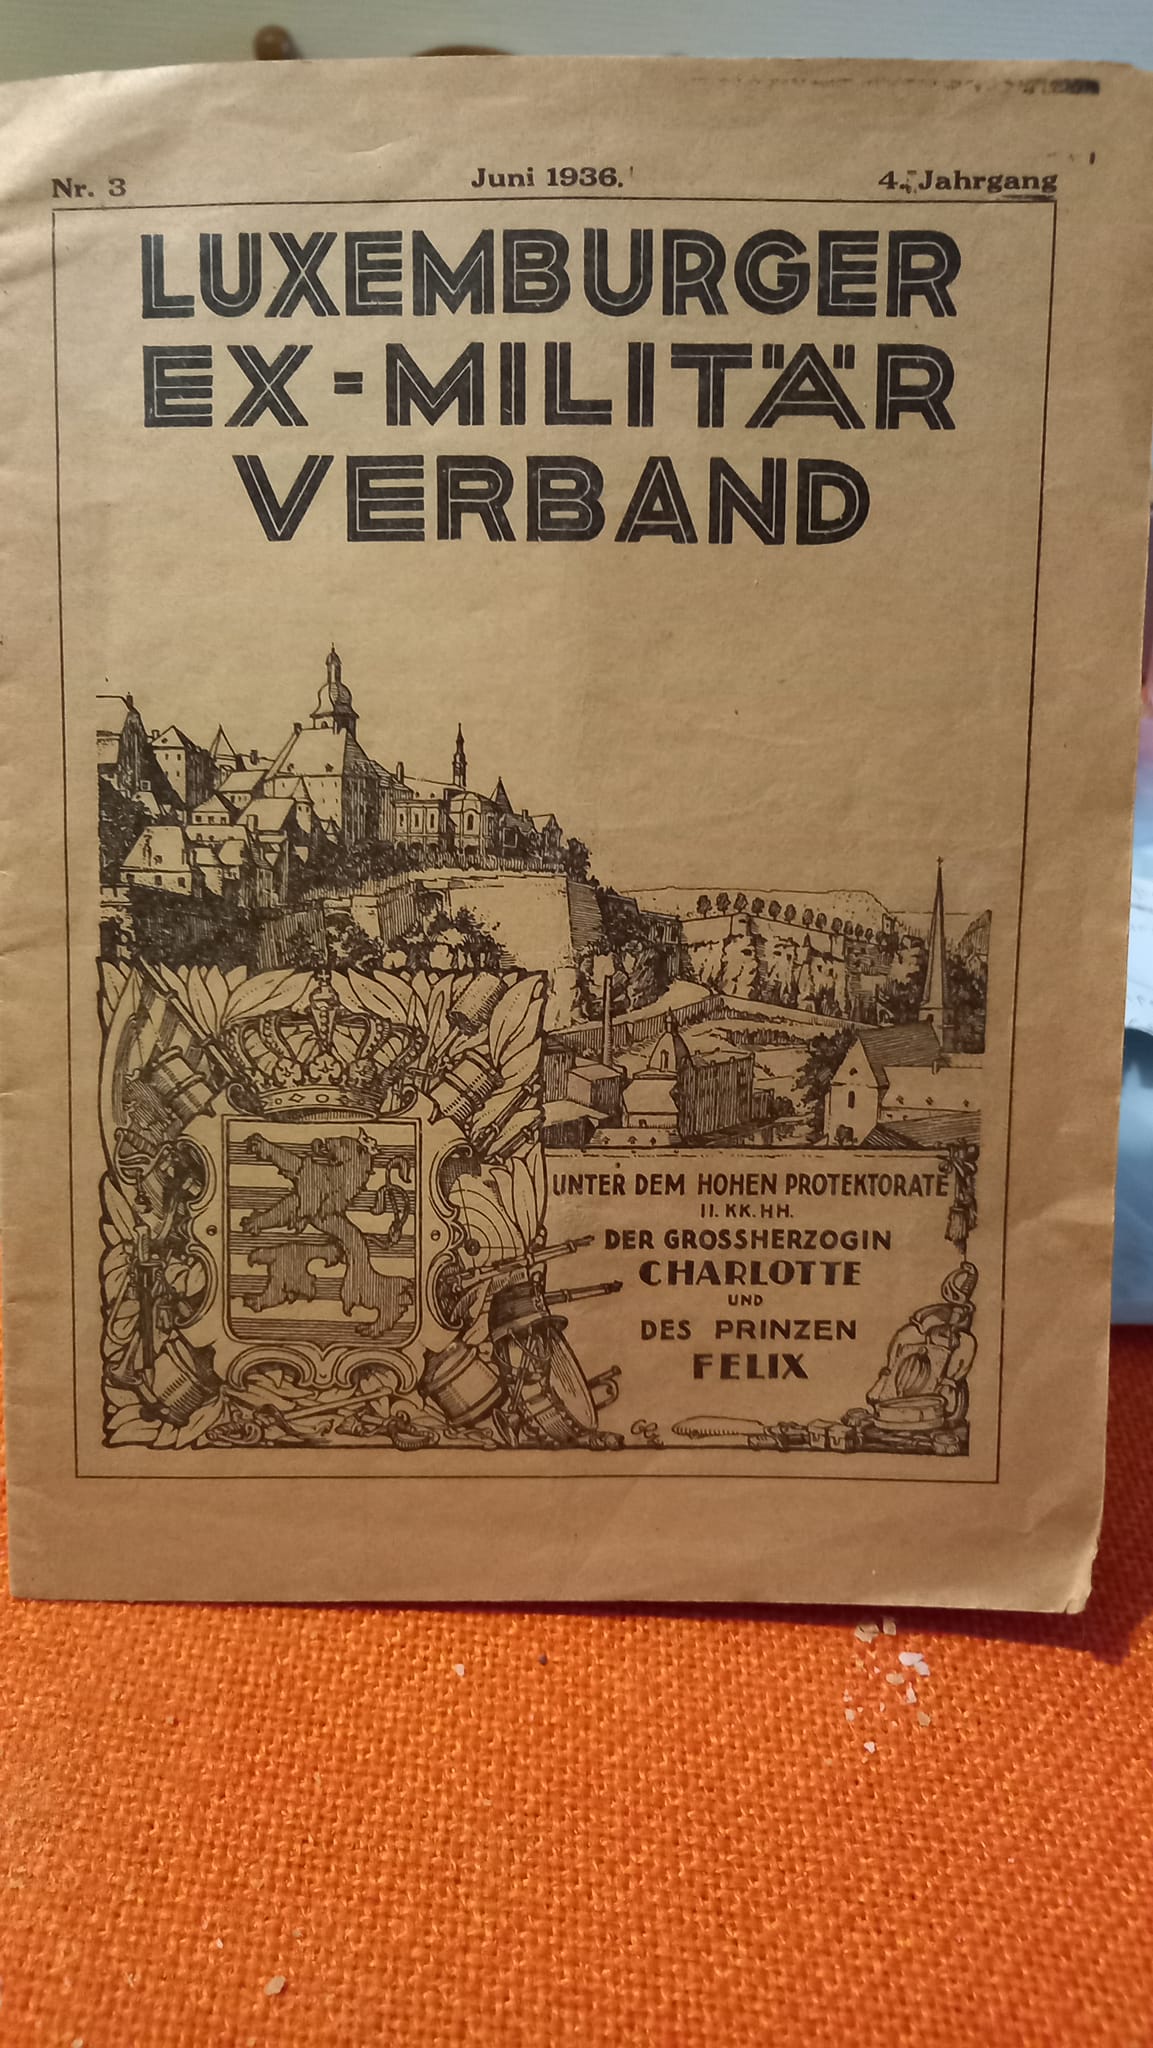 Nr. 3
Juni 1936.
4. Jahrgang
LUXEMBURGER
EX-MILITÄR
VERBAND
UNTER DEM HOHEN PROTEKTORATE
II. KK. HH.
DER GROSSHERZOGIN
CHARLOTTE
UND
DES PRINZEN
FELIX